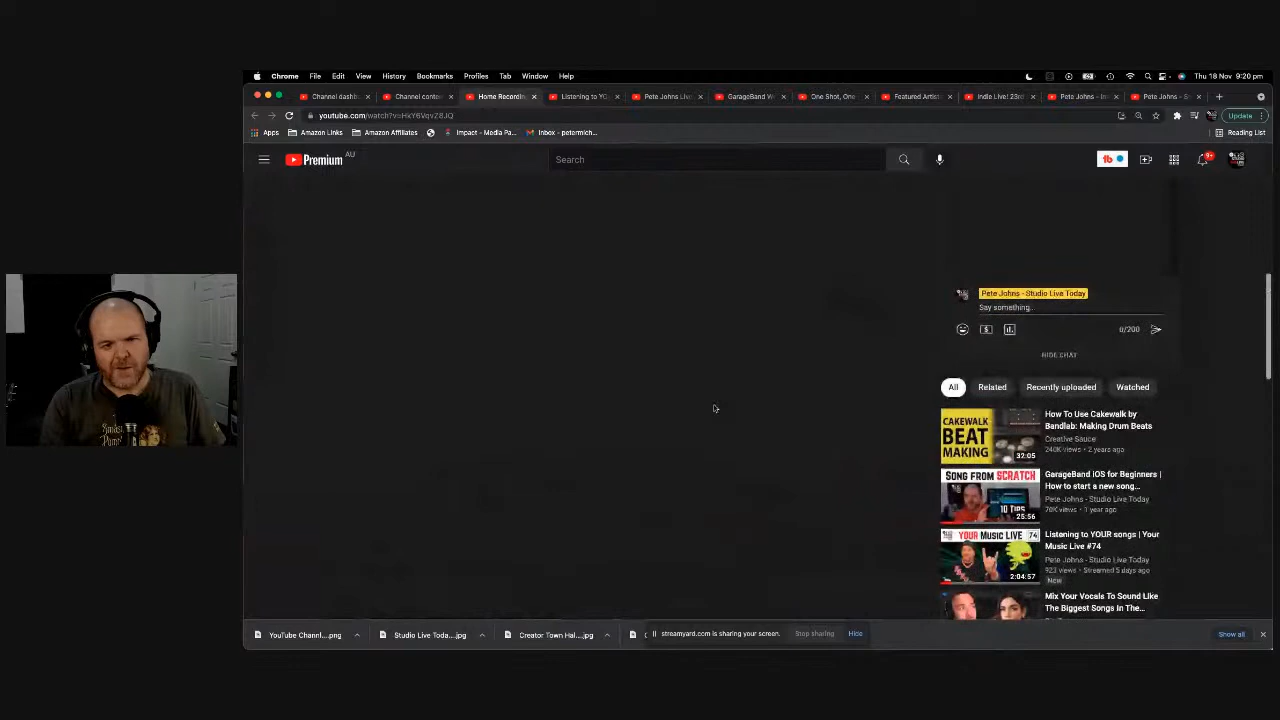 Chrome File Edit View History Bookmarks Profiles Tab Window Help
Thu 18 Nov 9:20 pm
Channel dashb
Channel conten
Home Recordin
Listening to YO
Pete Johns Live
GarageBand W
One Shot, One
Featured Artis
Indie Live! 23rd
Pete Johns -
Pete Johns - S
youtube.com/watch?v=HkY6VqvZ8JQ
Update
Apps
Amazon Links
Amazon Affiliates
Impact - Media Pa...
Inbox - petermich...
Reading List
Premium AU
Search
tb
9+
Pete Johns - Studio Live Today
Say something...
0/200
HIDE CHAT
All Related Recently uploaded Watched
CAKEWALK
BEAT
MAKING
32:05
How To Use Cakewalk by
Bandlab: Making Drum Beats
Creative Sauce
240K views • 2 years ago
SONG FROM SCRATCH
10 TIPS
25:56
GarageBand iOS for Beginners |
How to start a new song...
Pete Johns - Studio Live Today
70K views • 1 year ago
YOUR MUSIC LIVE 74
2:04:57
Listening to YOUR songs | Your
Music Live #74
Pete Johns - Studio Live Today
923 views • Streamed 5 days ago
New
Mix Your Vocals To Sound Like
The Biggest Songs In The...
YouTube Channl....png
Studio Live Toda....jpg
Creator Town Hal....jpg
streamyard.com is sharing your screen.
Stop sharing
Hide
Show all